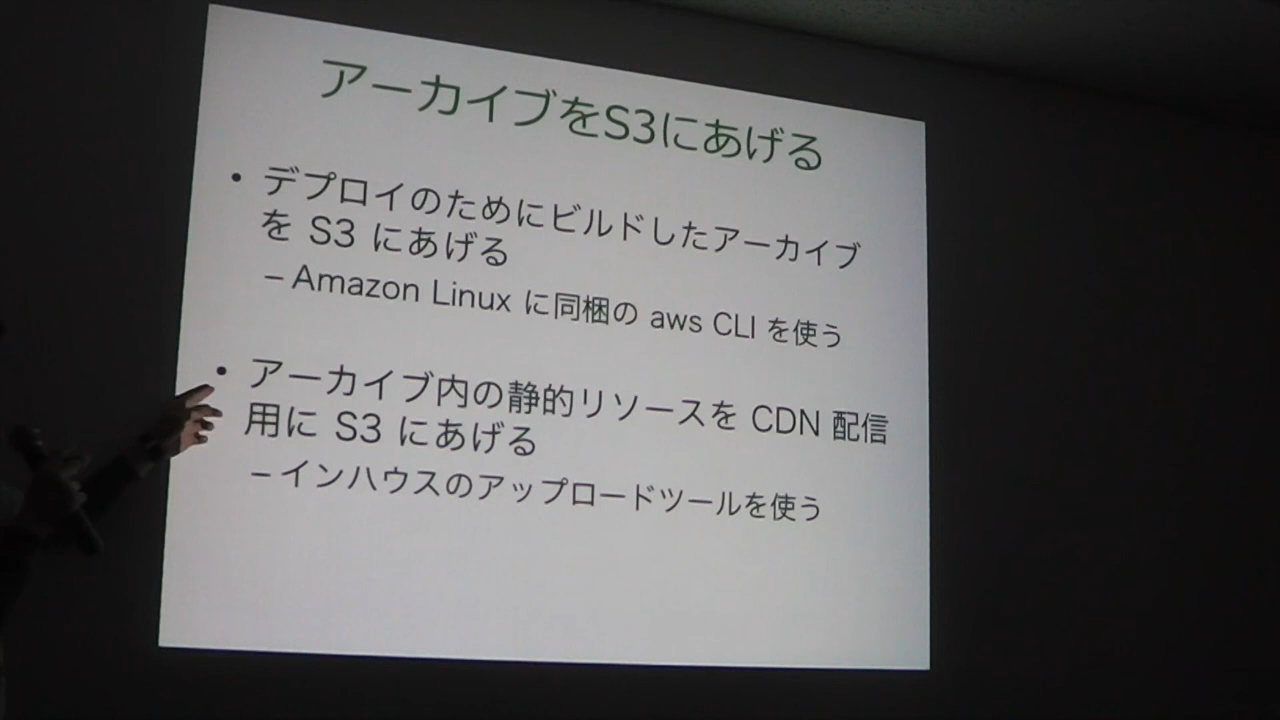 アーカイブをS3にあげる
• デプロイのためにビルドしたアーカイブ
を S3 にあげる
– Amazon Linux に同梱の aws CLI を使う
• アーカイブ内の静的リソースを CDN 配信
用に S3 にあげる
– インハウスのアップロードツールを使う